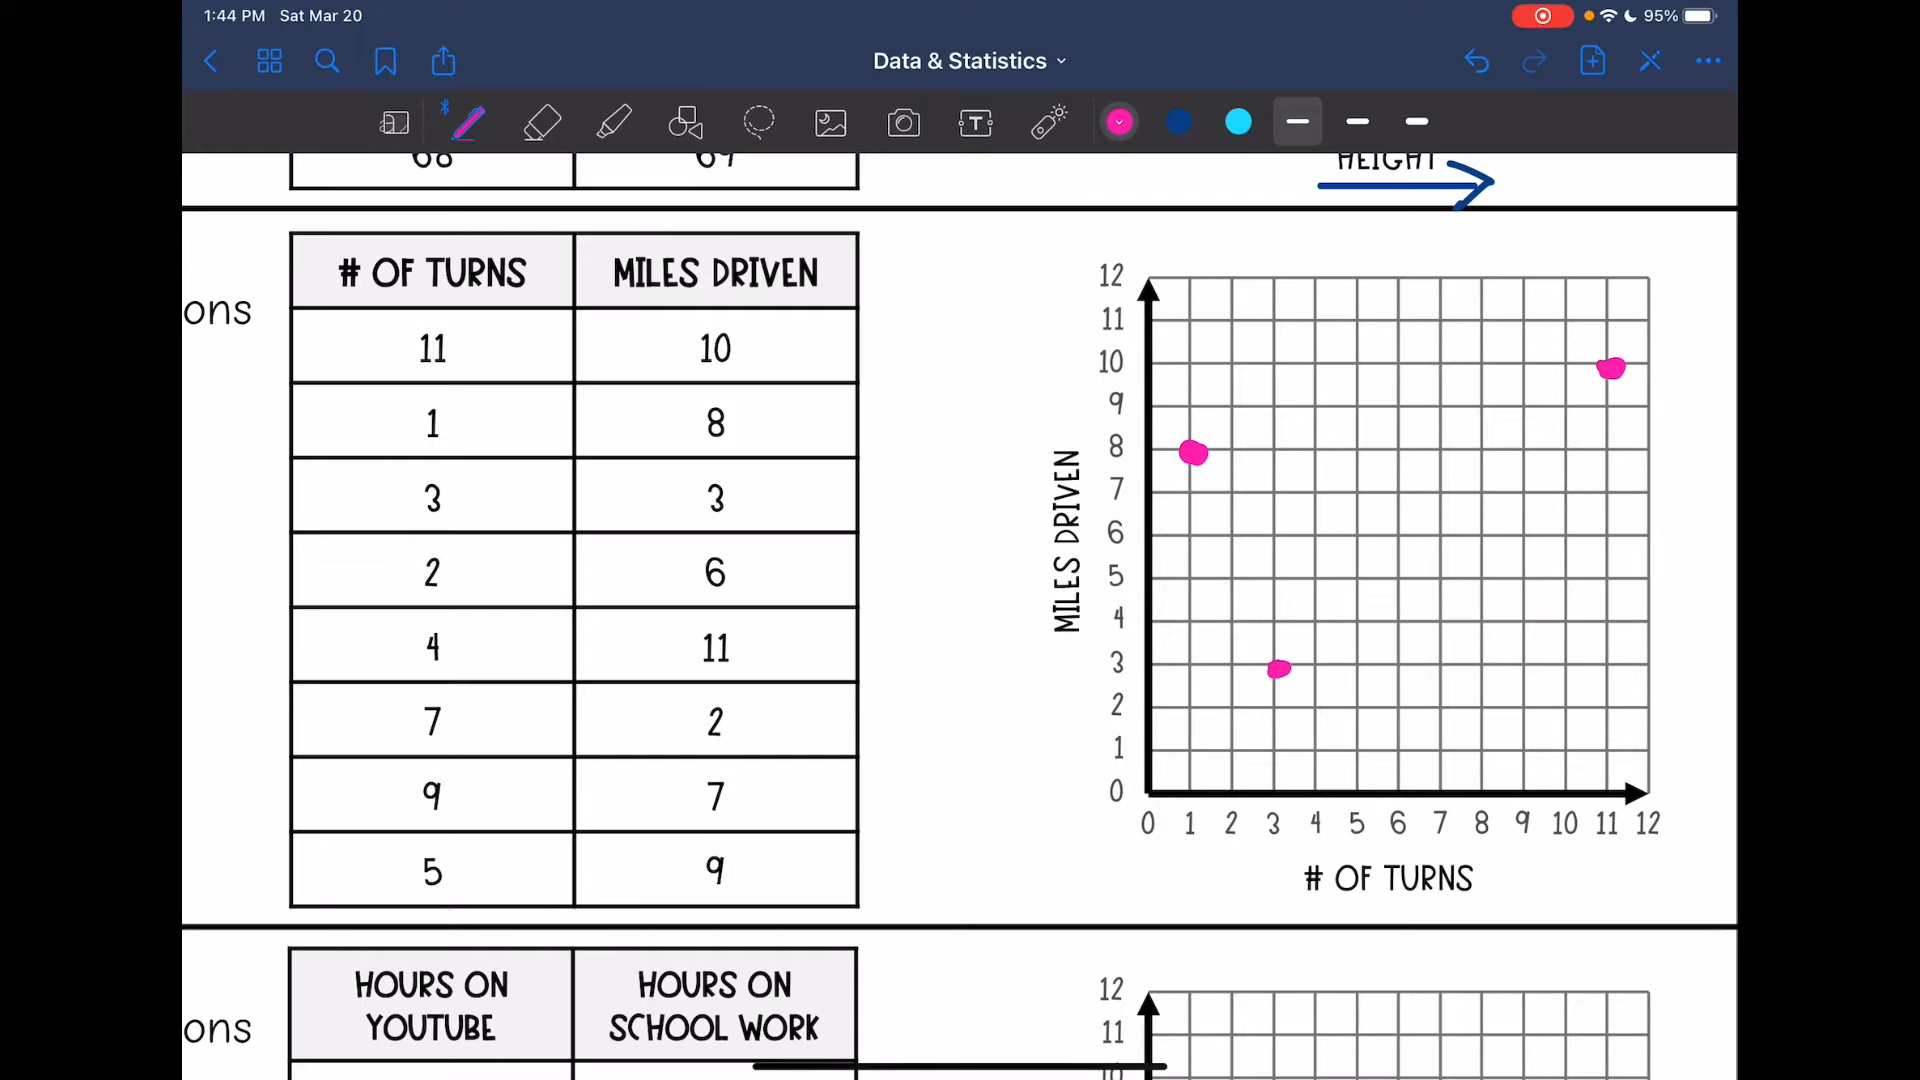 1:44 PM Sat Mar 20
95%
Data & Statistics
T
68 69
HEIGHT
ons
# OF TURNS MILES DRIVEN
11 10
1 8
3 3
2 6
4 11
7 2
9 7
5 9
MILES DRIVEN
12
11
10
9
8
7
6
5
4
3
2
1
0
0 1 2 3 4 5 6 7 8 9 10 11 12
# OF TURNS
ons
HOURS ON YOUTUBE
HOURS ON SCHOOL WORK
12
11
10